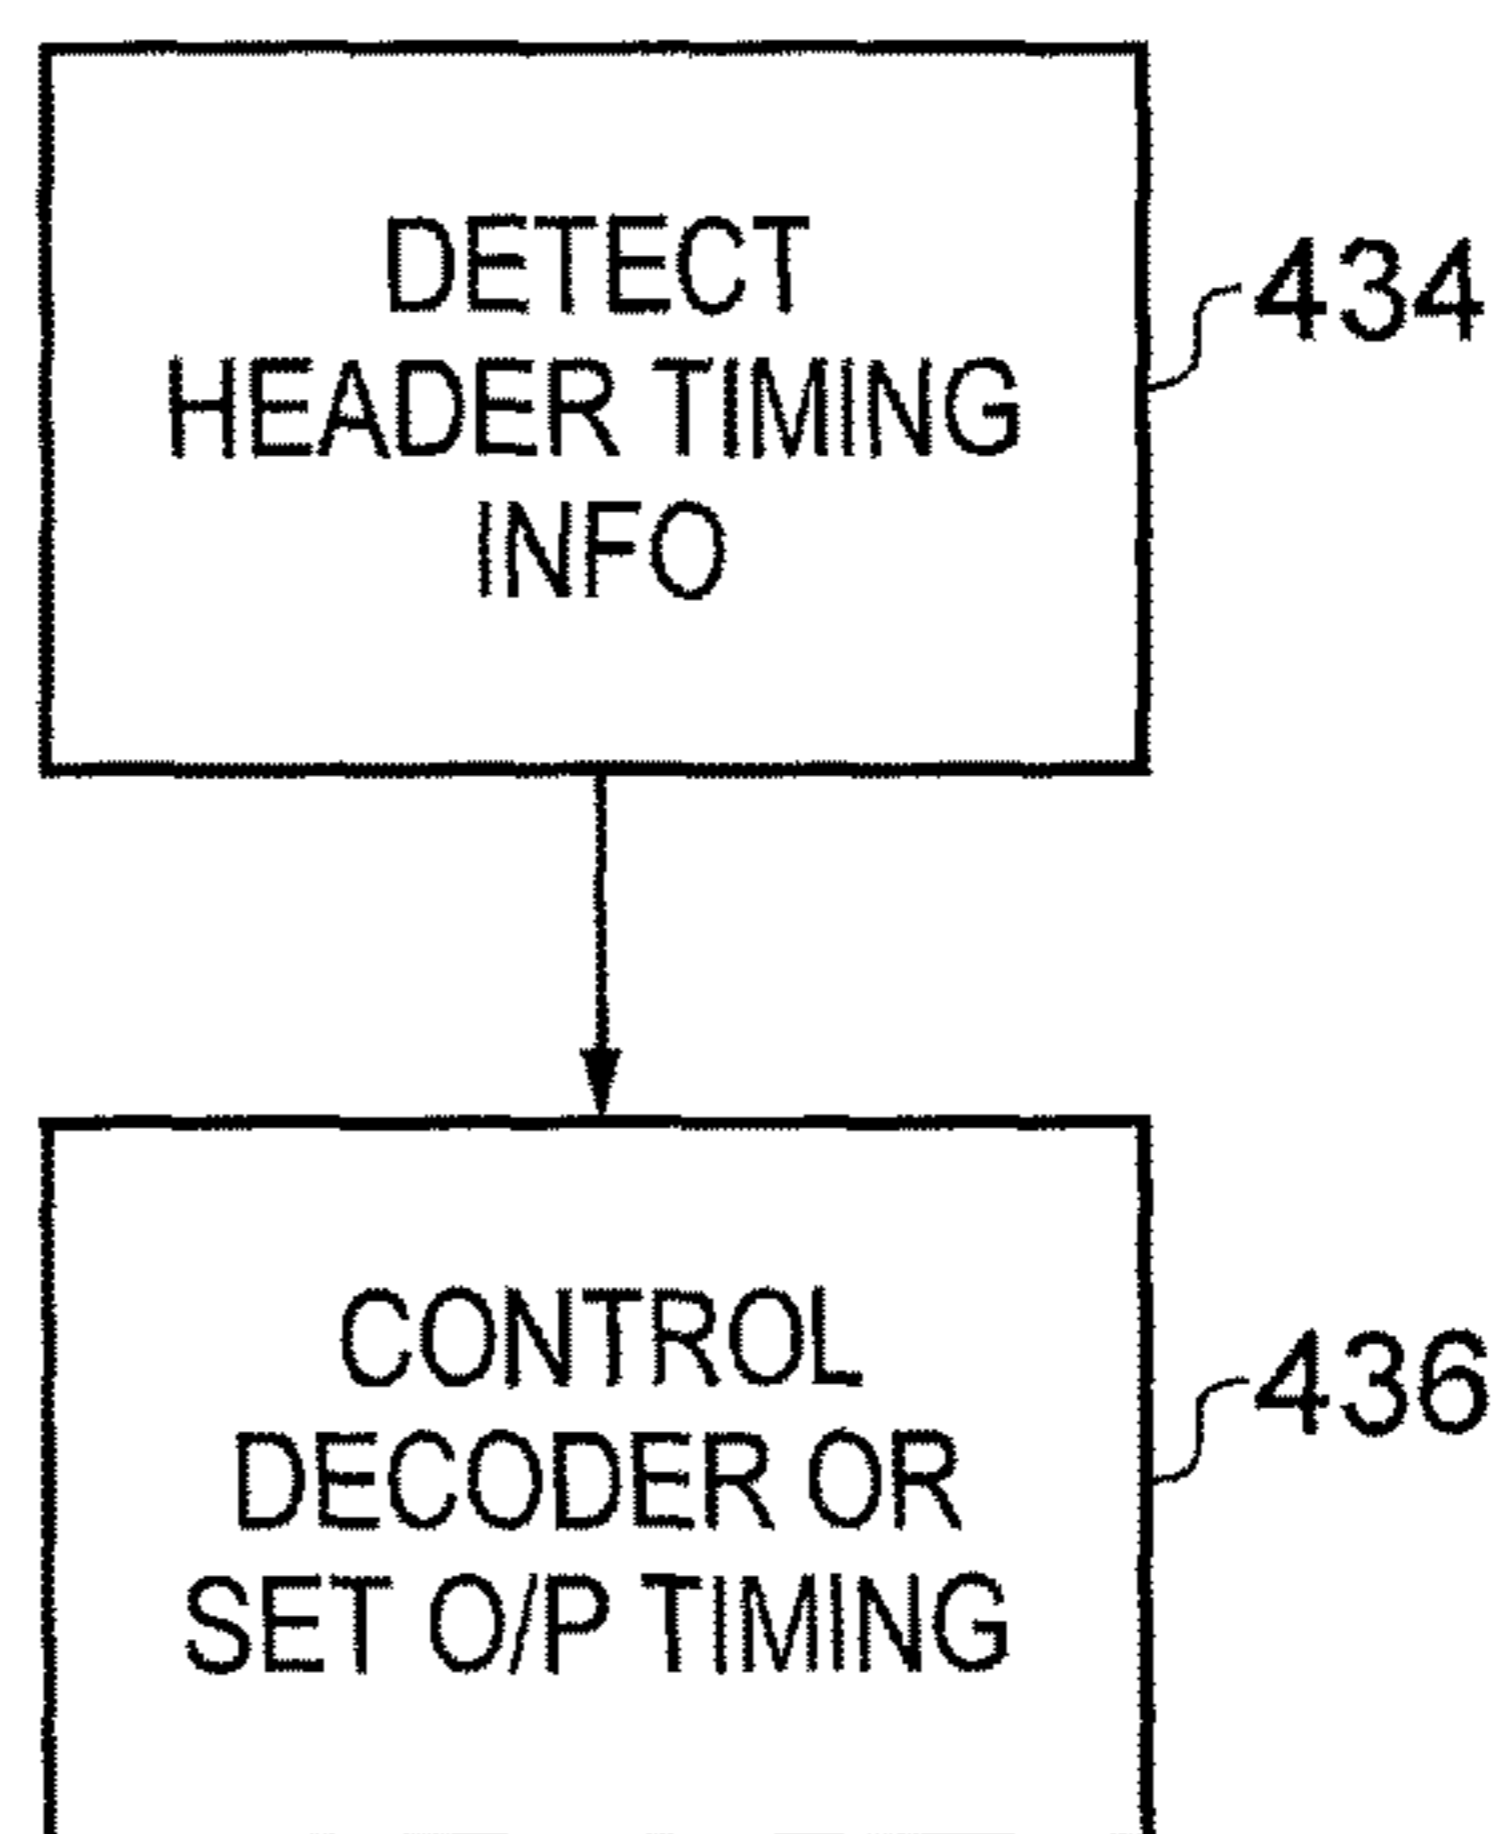 DETECT
HEADER TIMING
INFO
434
CONTROL
DECODER OR
SET O/P TIMING
436